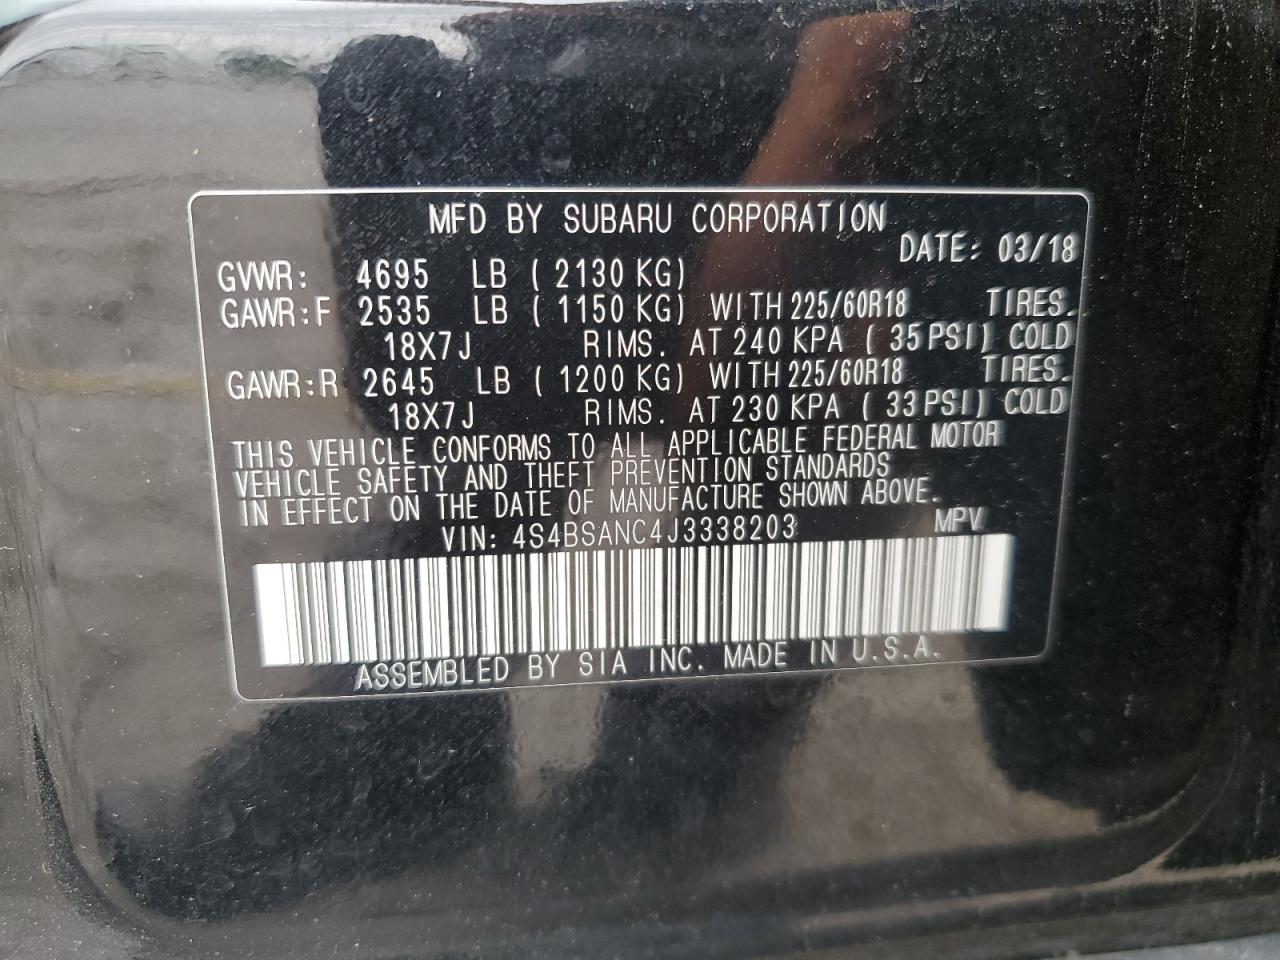 MFD BY SUBARU CORPORATION
DATE: 03/18
GVWR: 4695 LB ( 2130 KG)
GAWR:F 2535 LB ( 1150 KG) WITH 225/60R18 TIRES.
18X7J RIMS. AT 240 KPA ( 35 PSI) COLD
GAWR:R 2645 LB ( 1200 KG) WITH 225/60R18 TIRES.
18X7J RIMS. AT 230 KPA ( 33 PSI) COLD
THIS VEHICLE CONFORMS TO ALL APPLICABLE FEDERAL MOTOR
VEHICLE SAFETY AND THEFT PREVENTION STANDARDS
IN EFFECT ON THE DATE OF MANUFACTURE SHOWN ABOVE.
VIN: 4S4BSANC4J3338203 MPV
ASSEMBLED BY SIA INC. MADE IN U.S.A.